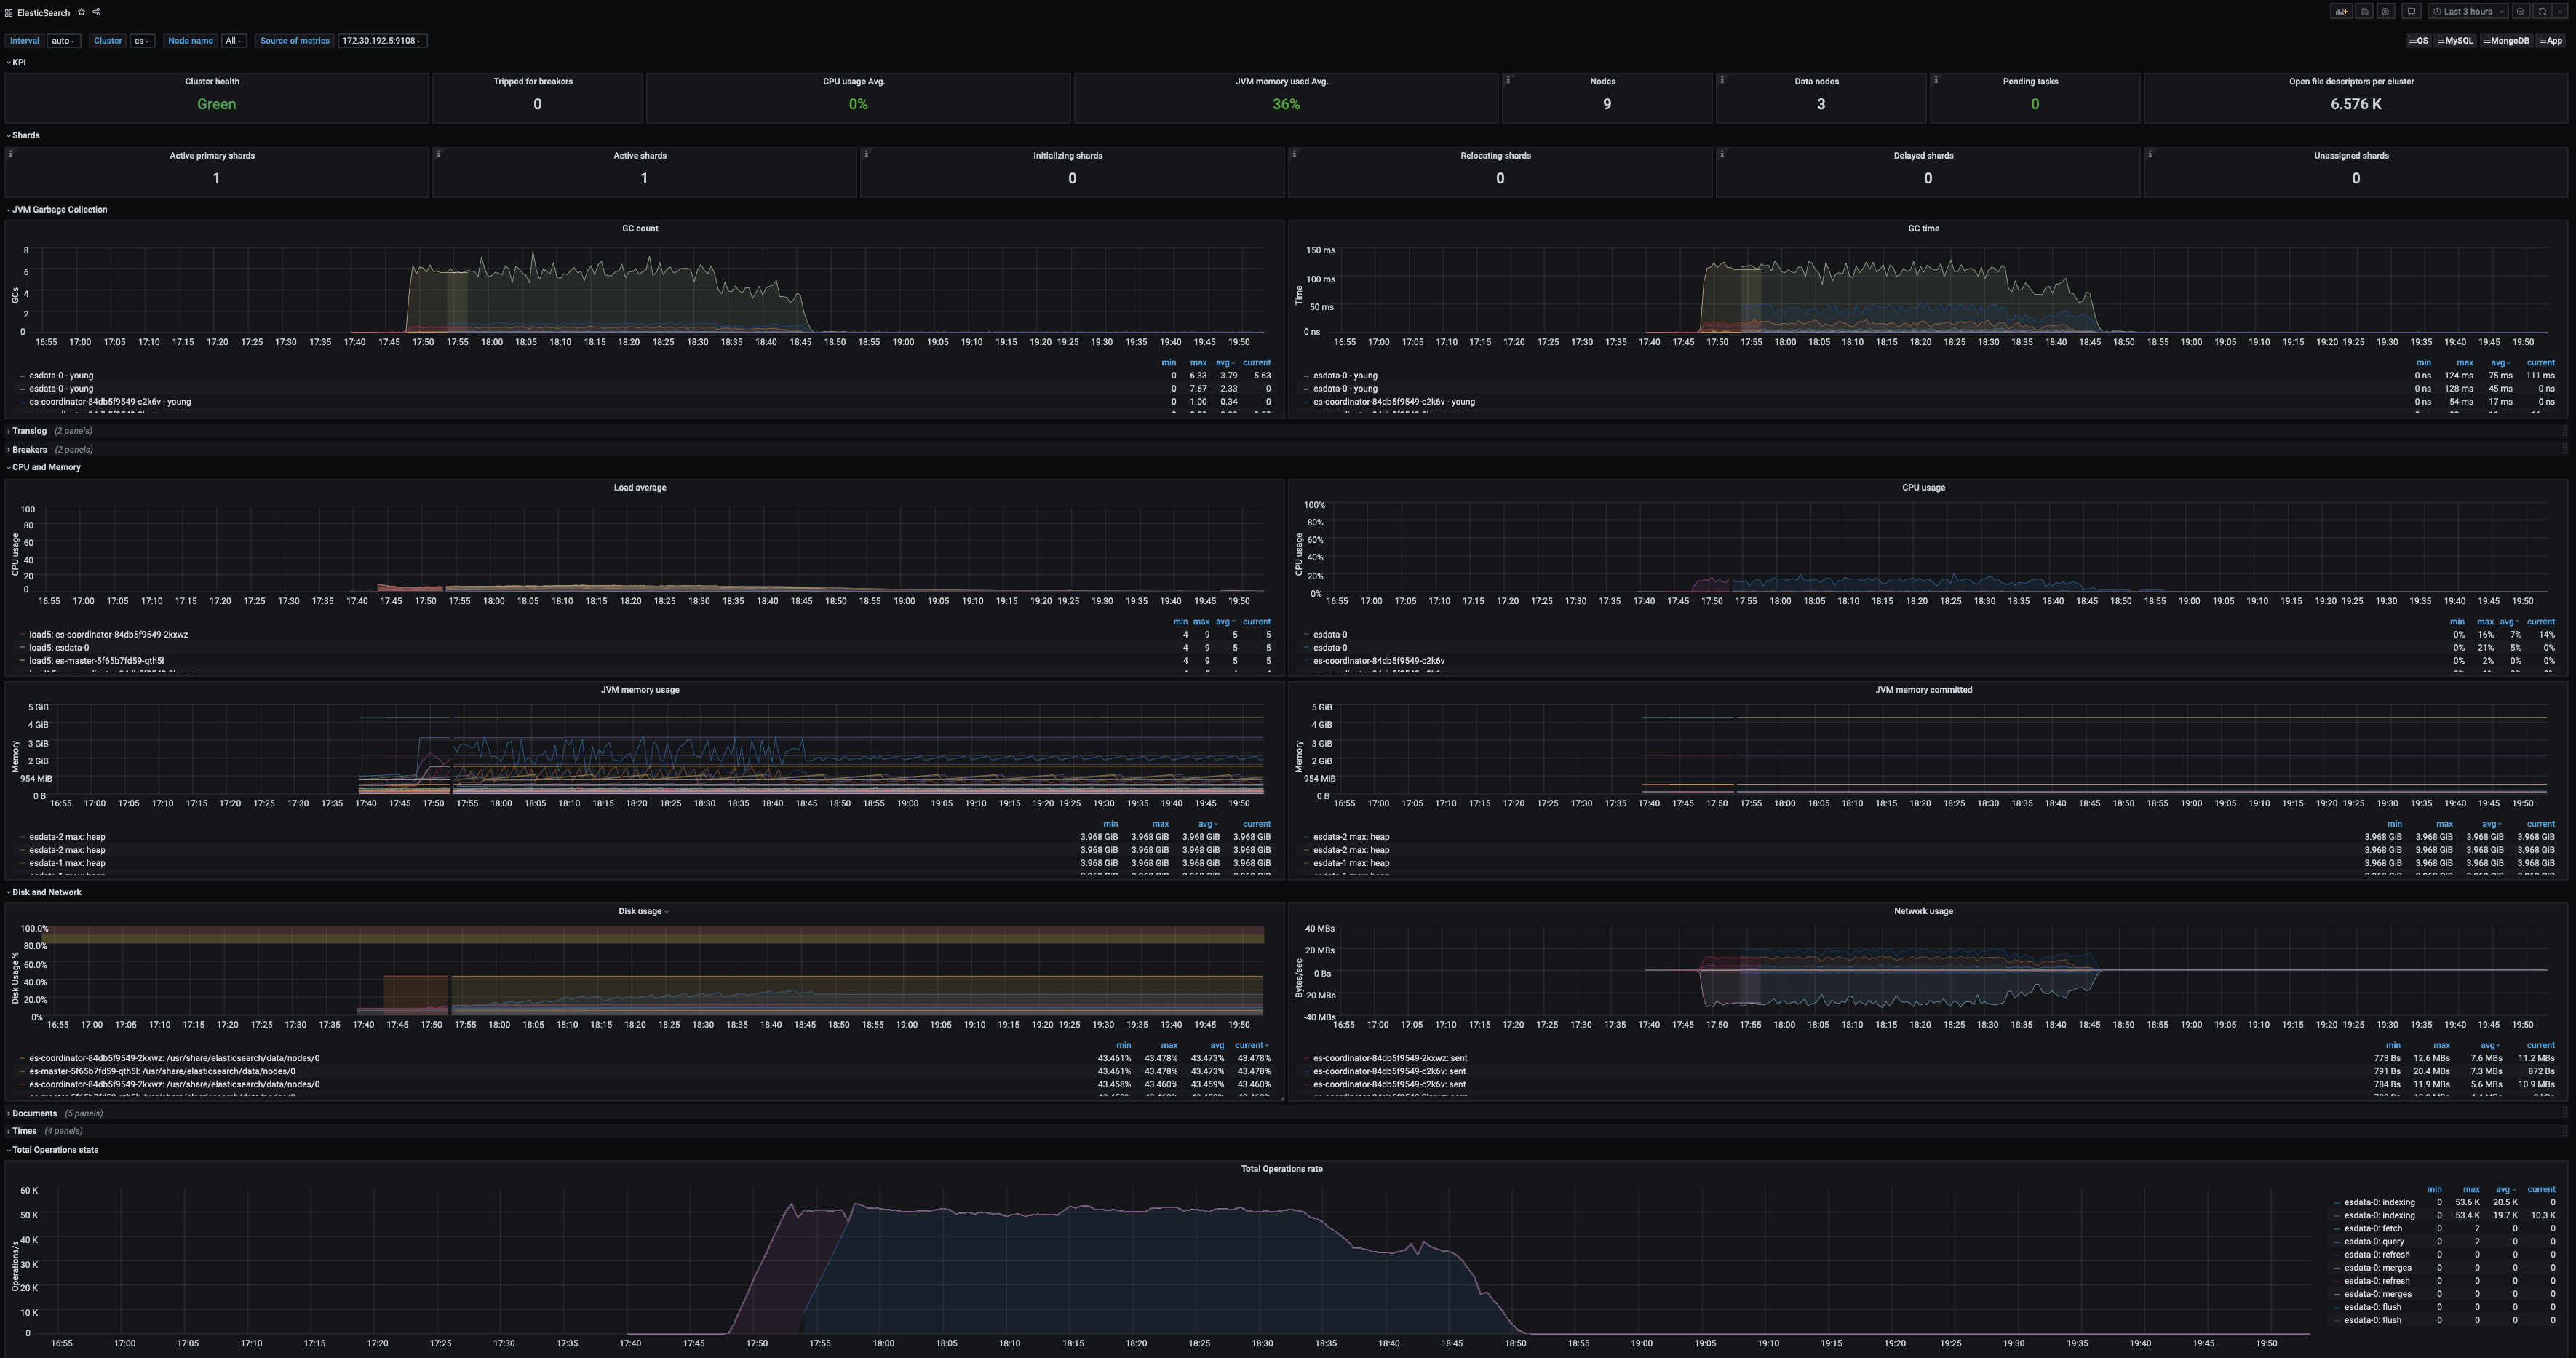 ElasticSearch
Last 3 hours
Interval auto Cluster es Node name All Source of metrics 172.30.192.5:9108
OS MySQL MongoDB App
KPI
Cluster health Tripped for breakers CPU usage Avg. JVM memory used Avg. Nodes Data nodes Pending tasks Open file descriptors per cluster
Green 0 0% 36% 9 3 0 6.576 K
Shards
Active primary shards Active shards Initializing shards Relocating shards Delayed shards Unassigned shards
1 1 0 0 0 0
JVM Garbage Collection
GC count
8
6
4
2
0
GCs
16:55 17:00 17:05 17:10 17:15 17:20 17:25 17:30 17:35 17:40 17:45 17:50 17:55 18:00 18:05 18:10 18:15 18:20 18:25 18:30 18:35 18:40 18:45 18:50 18:55 19:00 19:05 19:10 19:15 19:20 19:25 19:30 19:35 19:40 19:45 19:50
min max avg current
esdata-0 - young 0 6.33 3.79 5.63
esdata-0 - young 0 7.67 2.33 0
es-coordinator-84db5f9549-c2k6v - young 0 1.00 0.34 0
GC time
150 ms
100 ms
50 ms
0 ns
Time
16:55 17:00 17:05 17:10 17:15 17:20 17:25 17:30 17:35 17:40 17:45 17:50 17:55 18:00 18:05 18:10 18:15 18:20 18:25 18:30 18:35 18:40 18:45 18:50 18:55 19:00 19:05 19:10 19:15 19:20 19:25 19:30 19:35 19:40 19:45 19:50
min max avg current
esdata-0 - young 0 ns 124 ms 75 ms 111 ms
esdata-0 - young 0 ns 128 ms 45 ms 0 ns
es-coordinator-84db5f9549-c2k6v - young 0 ns 54 ms 17 ms 0 ns
Translog (2 panels)
Breakers (2 panels)
CPU and Memory
Load average
100
80
60
40
20
0
CPU usage
16:55 17:00 17:05 17:10 17:15 17:20 17:25 17:30 17:35 17:40 17:45 17:50 17:55 18:00 18:05 18:10 18:15 18:20 18:25 18:30 18:35 18:40 18:45 18:50 18:55 19:00 19:05 19:10 19:15 19:20 19:25 19:30 19:35 19:40 19:45 19:50
min max avg current
load5: es-coordinator-84db5f9549-2kxwz 4 9 5 5
load5: esdata-0 4 9 5 5
load5: es-master-5f65b7fd59-qth5l 4 9 5 5
CPU usage
100%
80%
60%
40%
20%
0%
CPU usage
16:55 17:00 17:05 17:10 17:15 17:20 17:25 17:30 17:35 17:40 17:45 17:50 17:55 18:00 18:05 18:10 18:15 18:20 18:25 18:30 18:35 18:40 18:45 18:50 18:55 19:00 19:05 19:10 19:15 19:20 19:25 19:30 19:35 19:40 19:45 19:50
min max avg current
esdata-0 0% 16% 7% 14%
esdata-0 0% 21% 5% 0%
es-coordinator-84db5f9549-c2k6v 0% 2% 0% 0%
JVM memory usage
5 GiB
4 GiB
3 GiB
2 GiB
954 MiB
0 B
Memory
16:55 17:00 17:05 17:10 17:15 17:20 17:25 17:30 17:35 17:40 17:45 17:50 17:55 18:00 18:05 18:10 18:15 18:20 18:25 18:30 18:35 18:40 18:45 18:50 18:55 19:00 19:05 19:10 19:15 19:20 19:25 19:30 19:35 19:40 19:45 19:50
min max avg current
esdata-2 max: heap 3.968 GiB 3.968 GiB 3.968 GiB 3.968 GiB
esdata-2 max: heap 3.968 GiB 3.968 GiB 3.968 GiB 3.968 GiB
esdata-1 max: heap 3.968 GiB 3.968 GiB 3.968 GiB 3.968 GiB
JVM memory committed
5 GiB
4 GiB
3 GiB
2 GiB
954 MiB
0 B
Memory
16:55 17:00 17:05 17:10 17:15 17:20 17:25 17:30 17:35 17:40 17:45 17:50 17:55 18:00 18:05 18:10 18:15 18:20 18:25 18:30 18:35 18:40 18:45 18:50 18:55 19:00 19:05 19:10 19:15 19:20 19:25 19:30 19:35 19:40 19:45 19:50
min max avg current
esdata-2 max: heap 3.968 GiB 3.968 GiB 3.968 GiB 3.968 GiB
esdata-2 max: heap 3.968 GiB 3.968 GiB 3.968 GiB 3.968 GiB
esdata-1 max: heap 3.968 GiB 3.968 GiB 3.968 GiB 3.968 GiB
Disk and Network
Disk usage
100.0%
80.0%
60.0%
40.0%
20.0%
0%
Disk Usage %
16:55 17:00 17:05 17:10 17:15 17:20 17:25 17:30 17:35 17:40 17:45 17:50 17:55 18:00 18:05 18:10 18:15 18:20 18:25 18:30 18:35 18:40 18:45 18:50 18:55 19:00 19:05 19:10 19:15 19:20 19:25 19:30 19:35 19:40 19:45 19:50
min max avg current
es-coordinator-84db5f9549-2kxwz: /usr/share/elasticsearch/data/nodes/0 43.461% 43.478% 43.473% 43.478%
es-master-5f65b7fd59-qth5l: /usr/share/elasticsearch/data/nodes/0 43.461% 43.478% 43.473% 43.478%
es-coordinator-84db5f9549-2kxwz: /usr/share/elasticsearch/data/nodes/0 43.458% 43.460% 43.459% 43.460%
Network usage
40 MBs
20 MBs
0 Bs
-20 MBs
-40 MBs
Bytes/sec
16:55 17:00 17:05 17:10 17:15 17:20 17:25 17:30 17:35 17:40 17:45 17:50 17:55 18:00 18:05 18:10 18:15 18:20 18:25 18:30 18:35 18:40 18:45 18:50 18:55 19:00 19:05 19:10 19:15 19:20 19:25 19:30 19:35 19:40 19:45 19:50
min max avg current
es-coordinator-84db5f9549-2kxwz: sent 773 Bs 12.6 MBs 7.6 MBs 11.2 MBs
es-coordinator-84db5f9549-c2k6v: sent 791 Bs 20.4 MBs 7.3 MBs 872 Bs
es-coordinator-84db5f9549-c2k6v: sent 784 Bs 11.9 MBs 5.6 MBs 10.9 MBs
Documents (5 panels)
Times (4 panels)
Total Operations stats
Total Operations rate
60 K
50 K
40 K
30 K
20 K
10 K
0
Operations/s
16:55 17:00 17:05 17:10 17:15 17:20 17:25 17:30 17:35 17:40 17:45 17:50 17:55 18:00 18:05 18:10 18:15 18:20 18:25 18:30 18:35 18:40 18:45 18:50 18:55 19:00 19:05 19:10 19:15 19:20 19:25 19:30 19:35 19:40 19:45 19:50
min max avg current
esdata-0: indexing 0 53.6 K 20.5 K 0
esdata-0: indexing 0 53.4 K 19.7 K 10.3 K
esdata-0: fetch 0 2 0 0
esdata-0: query 0 2 0 0
esdata-0: refresh 0 0 0 0
esdata-0: merges 0 0 0 0
esdata-0: refresh 0 0 0 0
esdata-0: merges 0 0 0 0
esdata-0: flush 0 0 0 0
esdata-0: flush 0 0 0 0